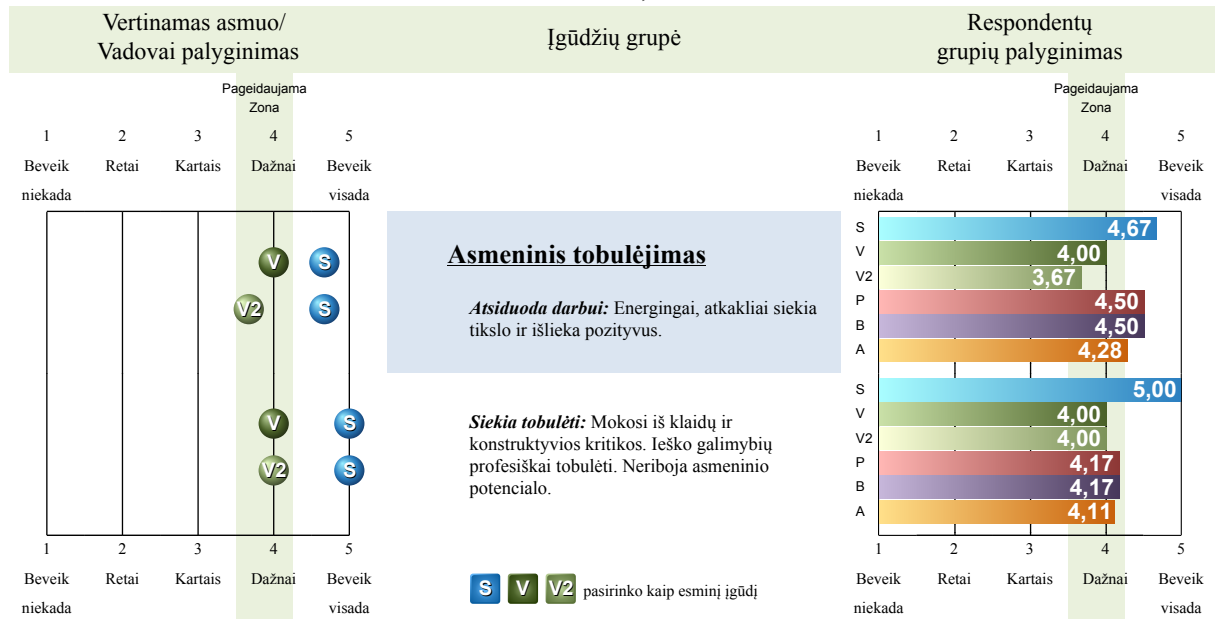 Vertinamas asmuo/
Vadovai palyginimas
Įgūdžių grupė
Respondentų
grupių palyginimas
Pageidaujama
Zona
1 2 3 4 5
Beveik Retai Kartais Dažnai Beveik
niekada visada
V S
V2 S
V S
V2 S
1 2 3 4 5
Beveik Retai Kartais Dažnai Beveik
niekada visada
Asmeninis tobulėjimas
Atsiduoda darbui: Energingai, atkakliai siekia
tikslo ir išlieka pozityvus.
Siekia tobulėti: Mokosi iš klaidų ir
konstruktyvios kritikos. Ieško galimybių
profesiškai tobulėti. Neriboja asmeninio
potencialo.
S V V2 pasirinko kaip esminį įgūdį
Pageidaujama
Zona
1 2 3 4 5
Beveik Retai Kartais Dažnai Beveik
niekada visada
S 4,67
V 4,00
V2 3,67
P 4,50
B 4,50
A 4,28
S 5,00
V 4,00
V2 4,00
P 4,17
B 4,17
A 4,11
1 2 3 4 5
Beveik Retai Kartais Dažnai Beveik
niekada visada